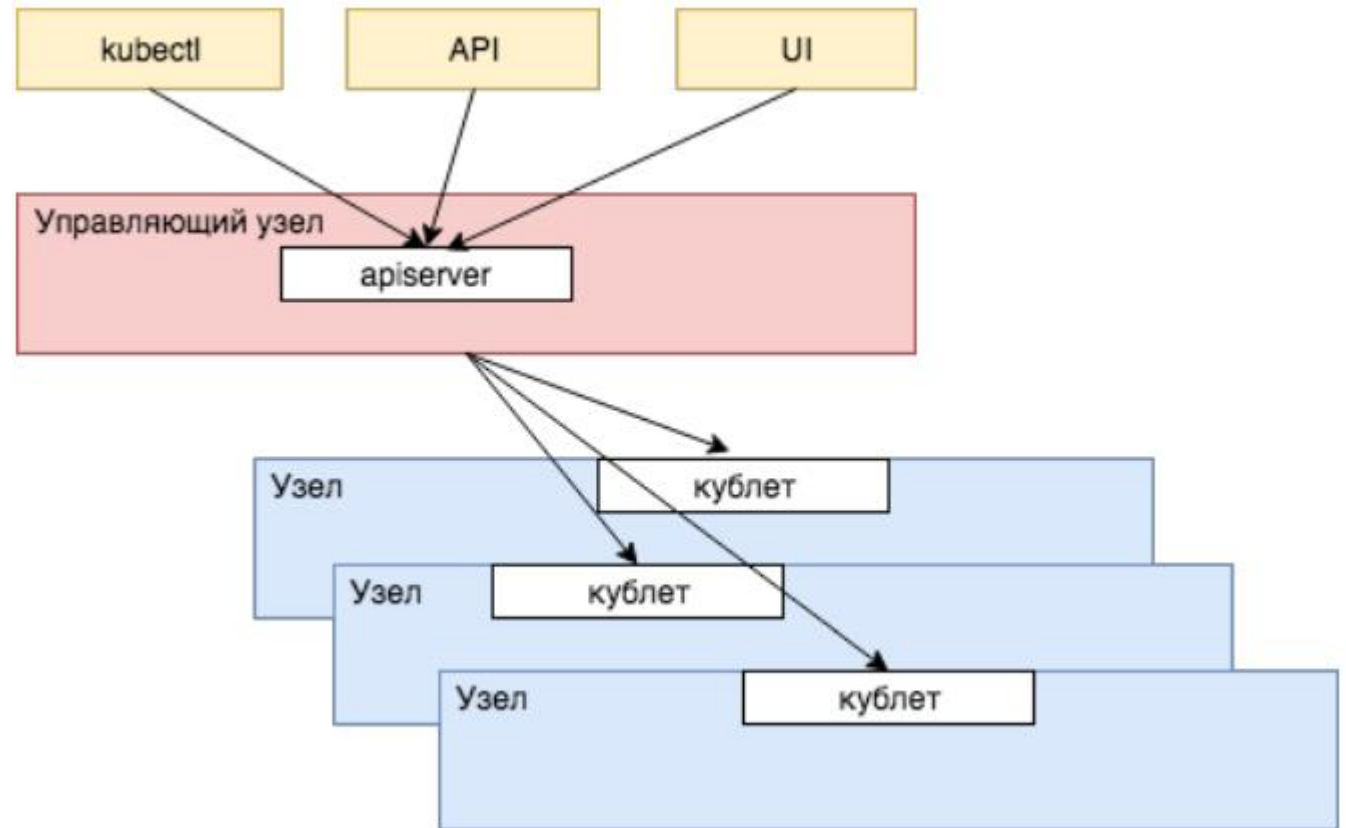 kubectl
API
UI
Управляющий узел
apiserver
Узел
кублет
Узел
кублет
Узел
кублет